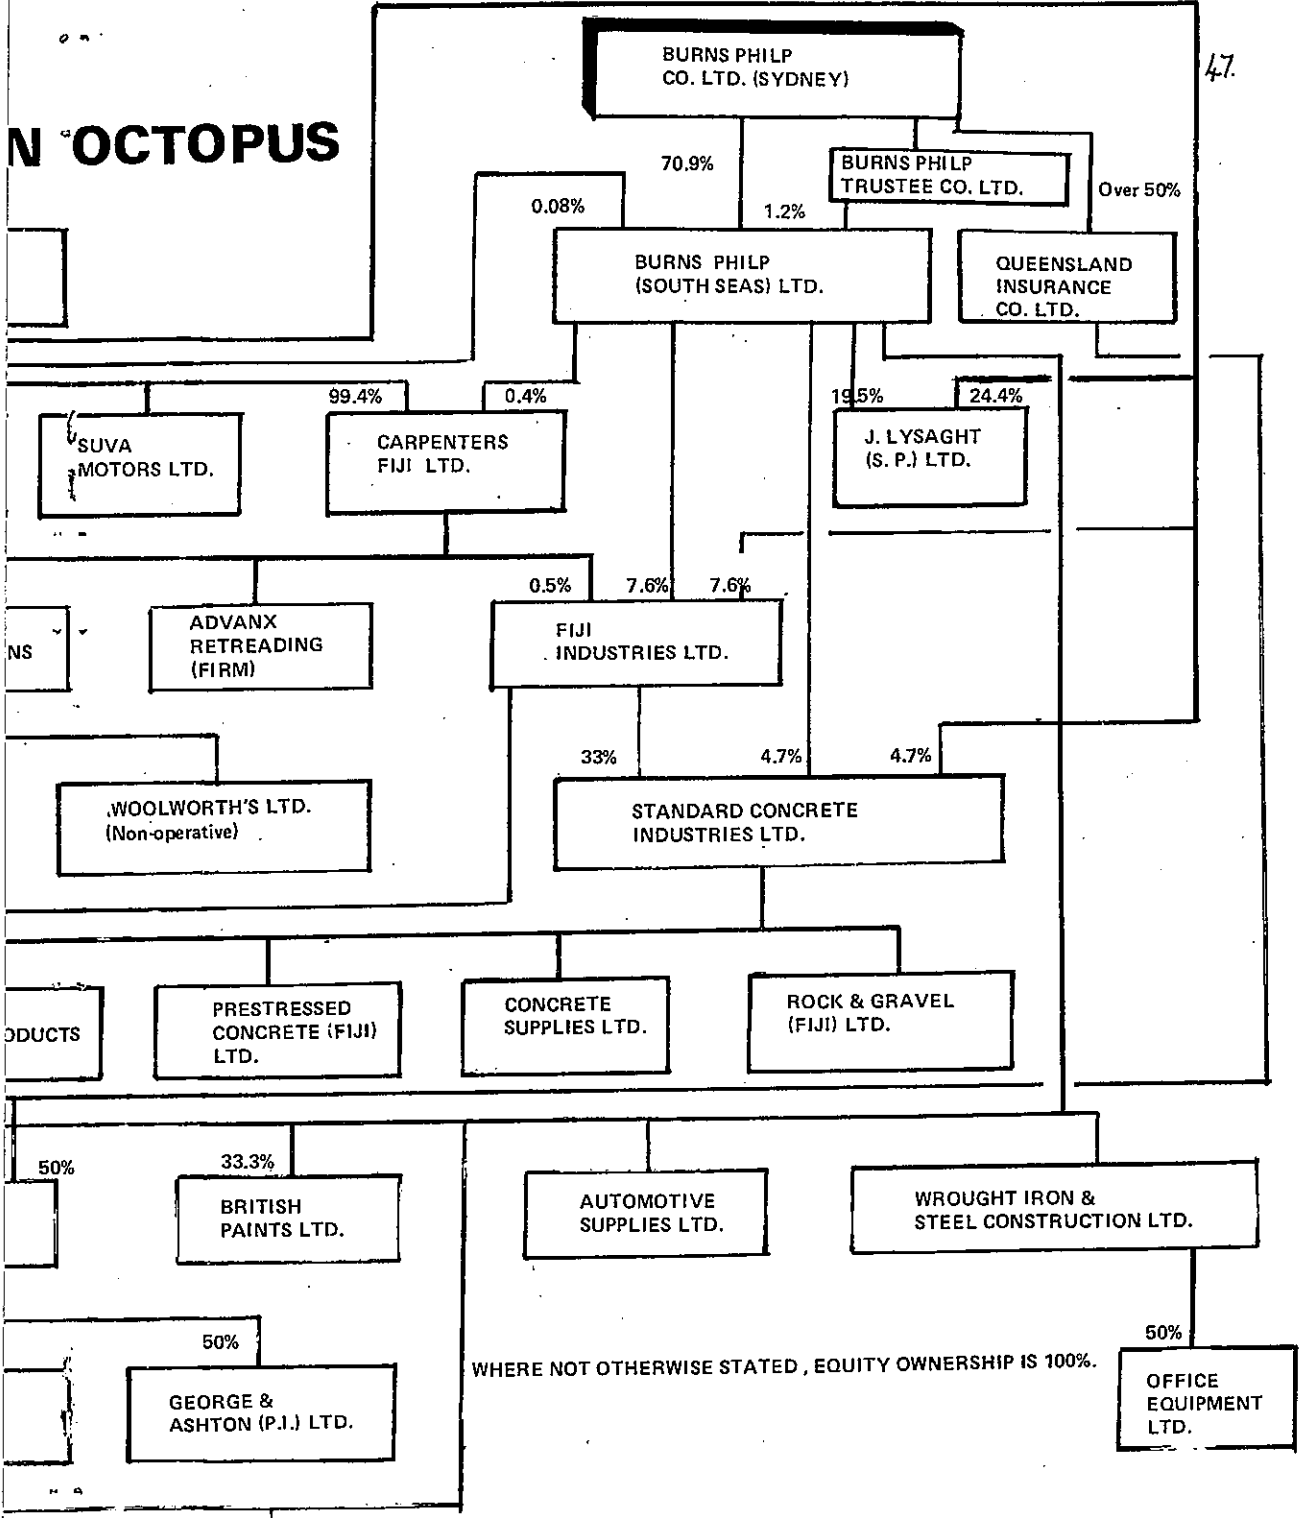 47.
N OCTOPUS
BURNS PHILP
CO. LTD. (SYDNEY)
70.9%
BURNS PHILP
TRUSTEE CO. LTD.
Over 50%
0.08%
1.2%
BURNS PHILP
(SOUTH SEAS) LTD.
QUEENSLAND
INSURANCE
CO. LTD.
99.4%
0.4%
19.5%
24.4%
SUVA
MOTORS LTD.
CARPENTERS
FIJI LTD.
J. LYSAGHT
(S. P.) LTD.
0.5%
7.6%
7.6%
NS
ADVANX
RETREADING
(FIRM)
FIJI
INDUSTRIES LTD.
33%
4.7%
4.7%
WOOLWORTH'S LTD.
(Non-operative)
STANDARD CONCRETE
INDUSTRIES LTD.
ODUCTS
PRESTRESSED
CONCRETE (FIJI)
LTD.
CONCRETE
SUPPLIES LTD.
ROCK & GRAVEL
(FIJI) LTD.
50%
33.3%
BRITISH
PAINTS LTD.
AUTOMOTIVE
SUPPLIES LTD.
WROUGHT IRON &
STEEL CONSTRUCTION LTD.
50%
50%
GEORGE &
ASHTON (P.I.) LTD.
WHERE NOT OTHERWISE STATED, EQUITY OWNERSHIP IS 100%.
OFFICE
EQUIPMENT
LTD.